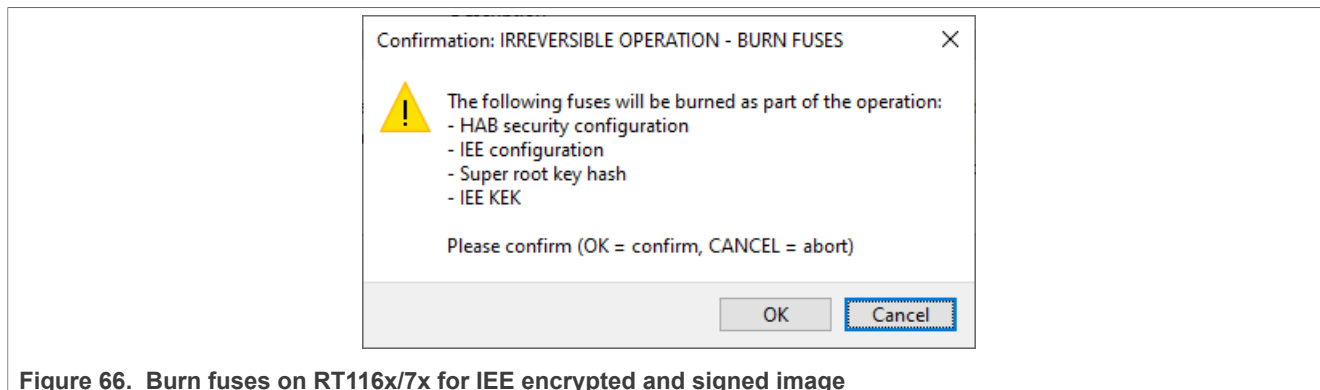 Confirmation: IRREVERSIBLE OPERATION - BURN FUSES
The following fuses will be burned as part of the operation:
- HAB security configuration
- IEE configuration
- Super root key hash
- IEE KEK
Please confirm (OK = confirm, CANCEL = abort)
OK Cancel
Figure 66. Burn fuses on RT116x/7x for IEE encrypted and signed image